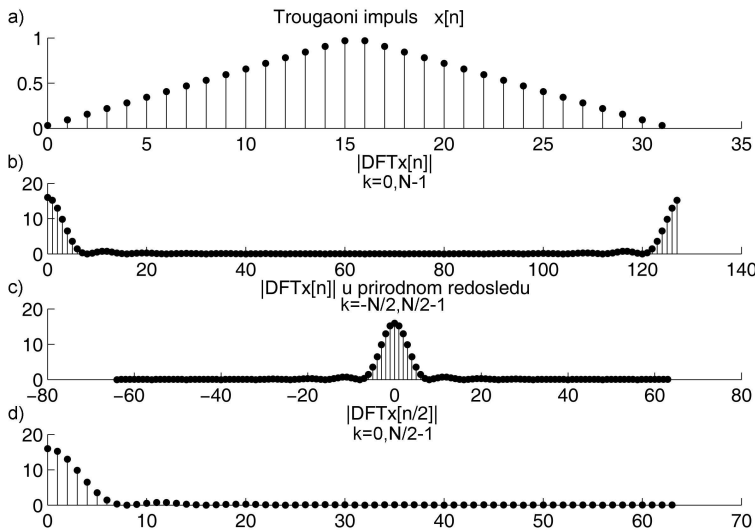 a)
Trougaoni impuls x[n]
1
0.5
0
0 5 10 15 20 25 30 35
b)
|DFTx[n]|
k=0,N-1
20
10
0
0 20 40 60 80 100 120 140
c)
|DFTx[n]| u prirodnom redosledu
k=-N/2,N/2-1
20
10
0
−80 −60 −40 −20 0 20 40 60 80
d)
|DFTx[n/2]|
k=0,N/2-1
20
10
0
0 10 20 30 40 50 60 70